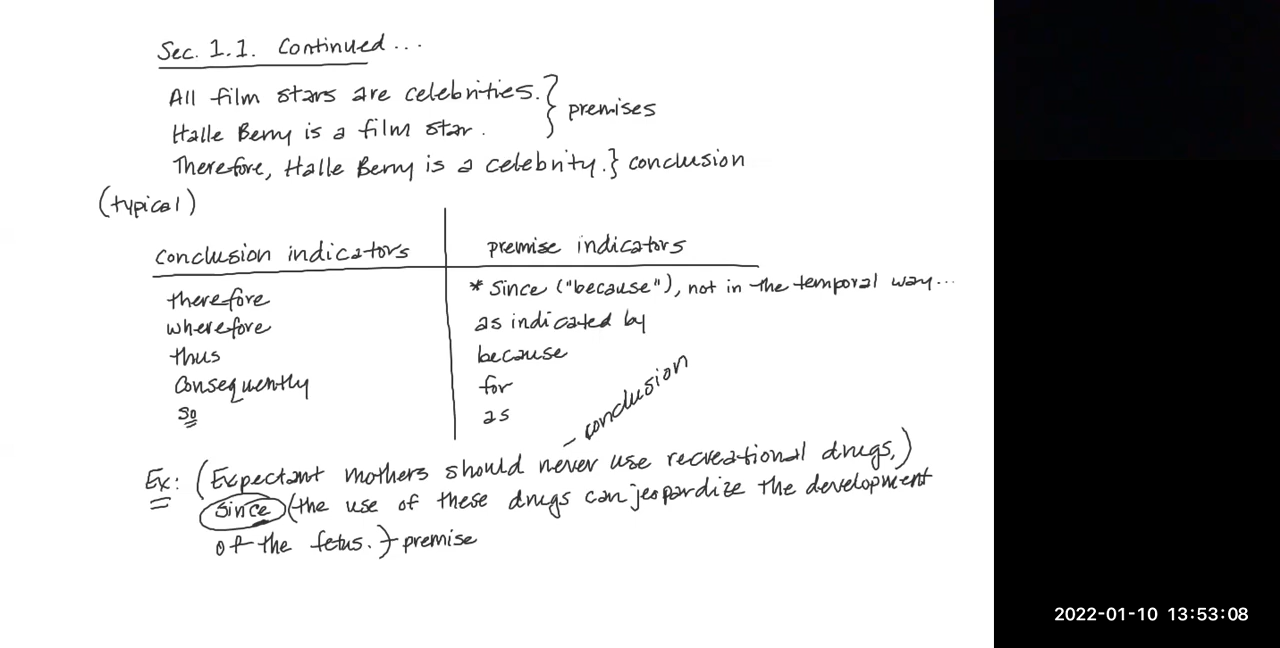 Sec. 1.1. Continued...
All film stars are celebrities.
Halle Berry is a film star.
} premises
Therefore, Halle Berry is a celebrity.} conclusion
(typical)
conclusion indicators
therefore
wherefore
thus
consequently
so
premise indicators
* since ("because"), not in the temporal way...
as indicated by
because
for
as
- conclusion
Ex: (Expectant mothers should never use recreational drugs,)
since (the use of these drugs can jeopardize the development
of the fetus.} premise
2022-01-10 13:53:08